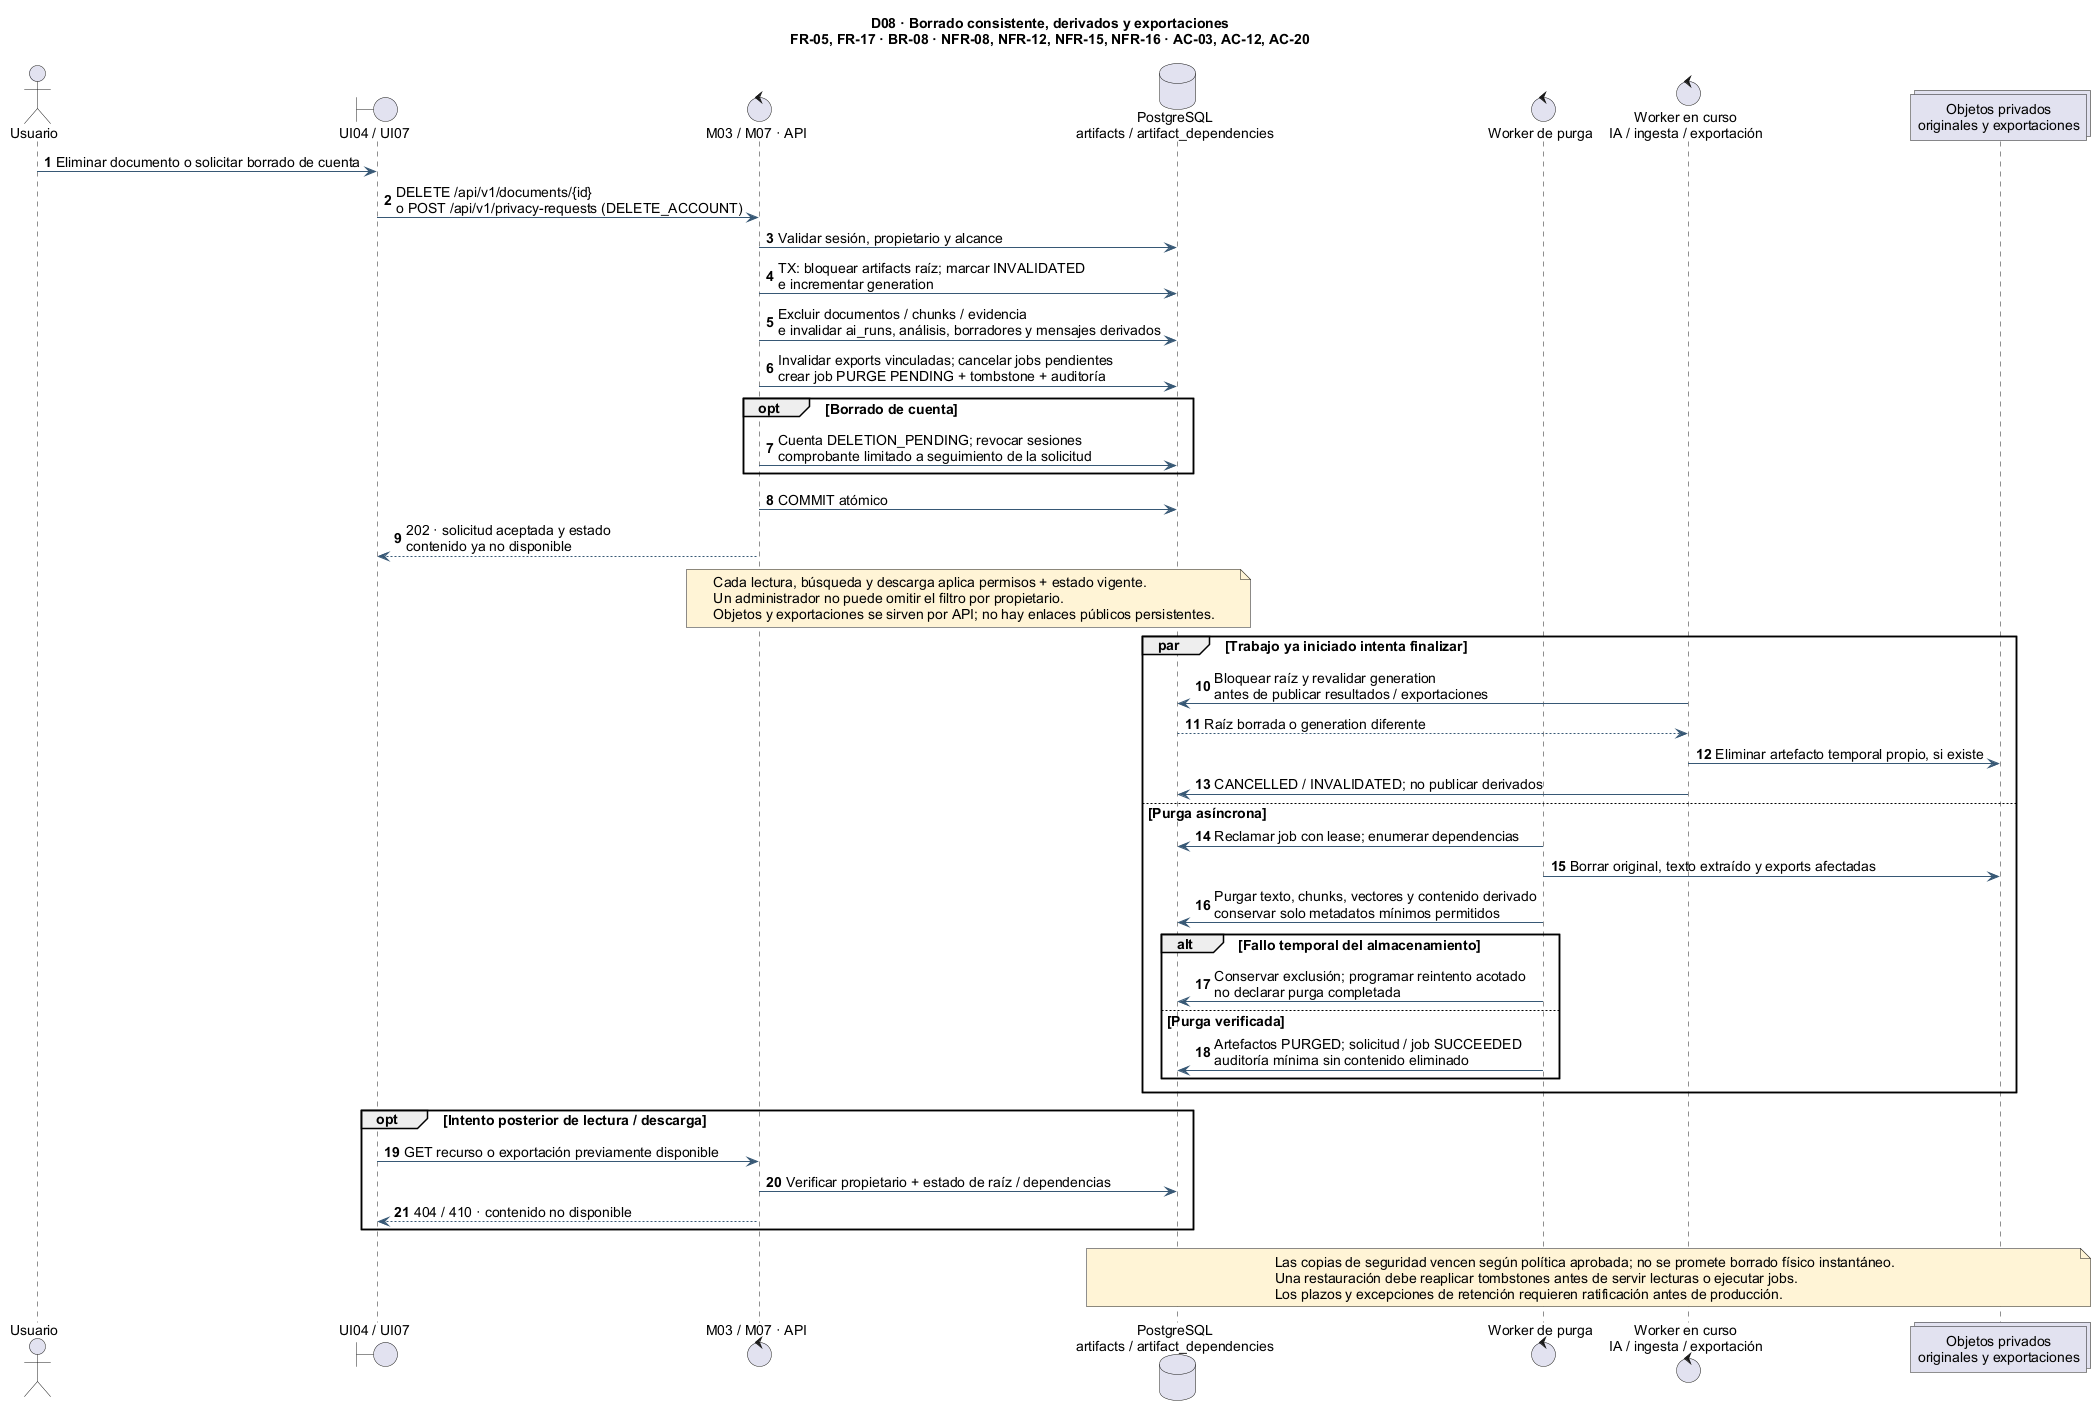 D08 · Borrado consistente, derivados y exportaciones
FR-05, FR-17 · BR-08 · NFR-08, NFR-12, NFR-15, NFR-16 · AC-03, AC-12, AC-20
Usuario
UI04 / UI07
M03 / M07 · API
PostgreSQL
artifacts / artifact_dependencies
Worker de purga
Worker en curso
IA / ingesta / exportación
Objetos privados
originales y exportaciones
1 Eliminar documento o solicitar borrado de cuenta
2 DELETE /api/v1/documents/{id}
o POST /api/v1/privacy-requests (DELETE_ACCOUNT)
3 Validar sesión, propietario y alcance
4 TX: bloquear artifacts raíz; marcar INVALIDATED
e incrementar generation
5 Excluir documentos / chunks / evidencia
e invalidar ai_runs, análisis, borradores y mensajes derivados
6 Invalidar exports vinculadas; cancelar jobs pendientes
crear job PURGE PENDING + tombstone + auditoría
opt [Borrado de cuenta]
7 Cuenta DELETION_PENDING; revocar sesiones
comprobante limitado a seguimiento de la solicitud
8 COMMIT atómico
9 202 · solicitud aceptada y estado
contenido ya no disponible
Cada lectura, búsqueda y descarga aplica permisos + estado vigente.
Un administrador no puede omitir el filtro por propietario.
Objetos y exportaciones se sirven por API; no hay enlaces públicos persistentes.
par [Trabajo ya iniciado intenta finalizar]
10 Bloquear raíz y revalidar generation
antes de publicar resultados / exportaciones
11 Raíz borrada o generation diferente
12 Eliminar artefacto temporal propio, si existe
13 CANCELLED / INVALIDATED; no publicar derivados
[Purga asíncrona]
14 Reclamar job con lease; enumerar dependencias
15 Borrar original, texto extraído y exports afectadas
16 Purgar texto, chunks, vectores y contenido derivado
conservar solo metadatos mínimos permitidos
alt [Fallo temporal del almacenamiento]
17 Conservar exclusión; programar reintento acotado
no declarar purga completada
[Purga verificada]
18 Artefactos PURGED; solicitud / job SUCCEEDED
auditoría mínima sin contenido eliminado
opt [Intento posterior de lectura / descarga]
19 GET recurso o exportación previamente disponible
20 Verificar propietario + estado de raíz / dependencias
21 404 / 410 · contenido no disponible
Las copias de seguridad vencen según política aprobada; no se promete borrado físico instantáneo.
Una restauración debe reaplicar tombstones antes de servir lecturas o ejecutar jobs.
Los plazos y excepciones de retención requieren ratificación antes de producción.
Usuario
UI04 / UI07
M03 / M07 · API
PostgreSQL
artifacts / artifact_dependencies
Worker de purga
Worker en curso
IA / ingesta / exportación
Objetos privados
originales y exportaciones